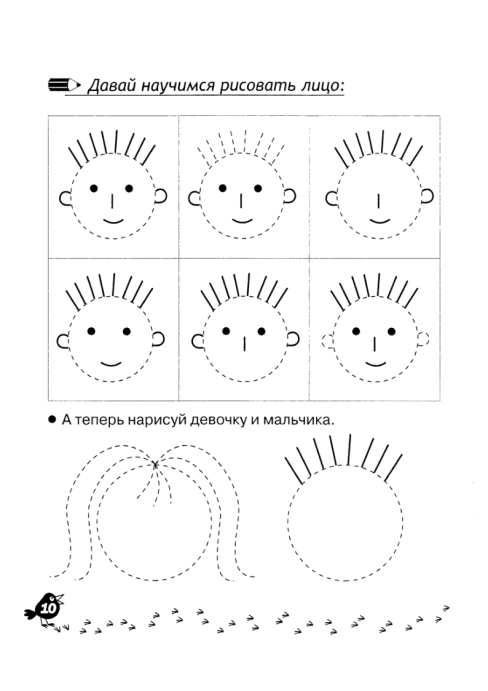 Давай научимся рисовать лицо:
А теперь нарисуй девочку и мальчика.
10